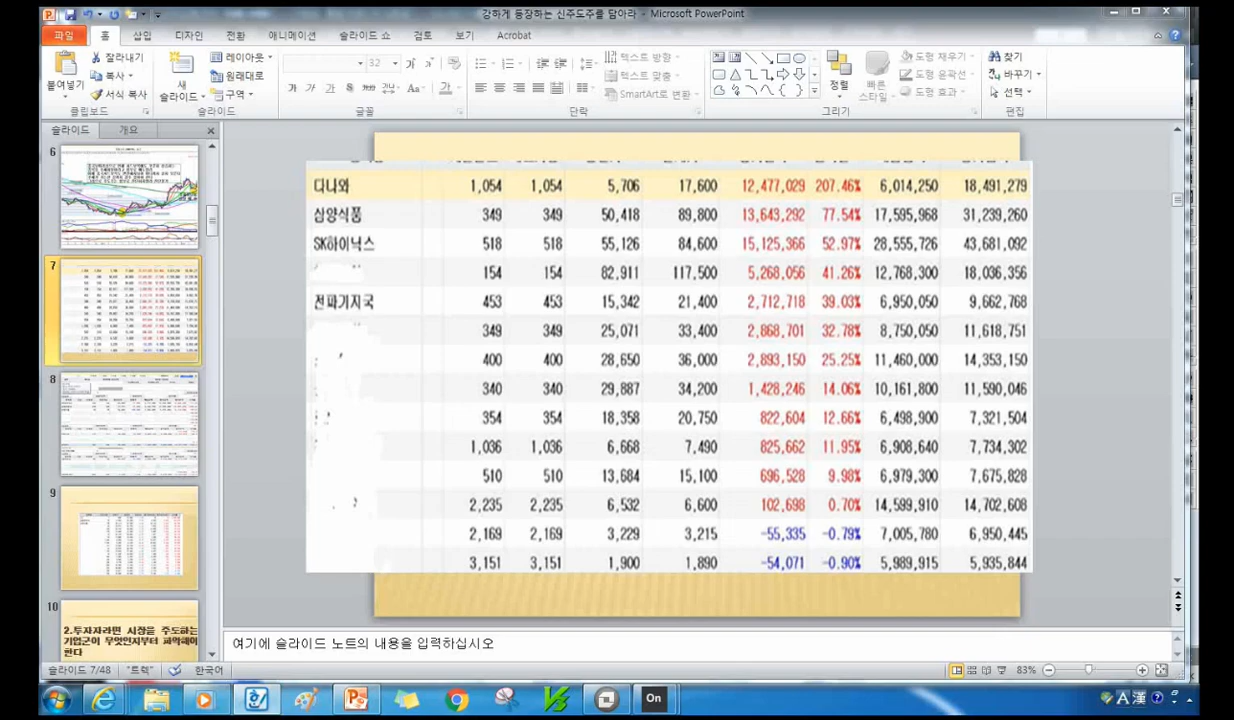 강하게 등장하는 신주도주를 담아라 - Microsoft PowerPoint
파일 홈 삽입 디자인 전환 애니메이션 슬라이드 쇼 검토 보기 Acrobat
붙여넣기 잘라내기 복사 서식 복사
새 슬라이드 레이아웃 원래대로 구역
32
텍스트 방향 텍스트 맞춤 SmartArt로 변환
정렬 빠른 스타일 도형 채우기 도형 윤곽선 도형 효과
찾기 바꾸기 선택
클립보드 슬라이드 글꼴 단락 그리기 편집
슬라이드 개요
6
7
8
9
10
2.투자자라면 시장을 주도하는
기업군이 무엇인지부터 파악해야
한다
다나와 1,054 1,054 5,706 17,600 12,477,029 207.46% 6,014,250 18,491,279
삼양식품 349 349 50,418 89,800 13,643,292 77.54% 17,595,968 31,239,260
SK하이닉스 518 518 55,126 84,600 15,125,366 52.97% 28,555,726 43,681,092
154 154 82,911 117,500 5,268,056 41.26% 12,768,300 18,036,356
전파기지국 453 453 15,342 21,400 2,712,718 39.03% 6,950,050 9,662,768
349 349 25,071 33,400 2,868,701 32.78% 8,750,050 11,618,751
400 400 28,650 36,000 2,893,150 25.25% 11,460,000 14,353,150
340 340 29,887 34,200 1,428,246 14.06% 10,161,800 11,590,046
354 354 18,358 20,750 822,604 12.66% 6,498,900 7,321,504
1,036 1,036 6,668 7,490 825,662 11.95% 6,908,640 7,734,302
510 510 13,684 15,100 696,528 9.98% 6,979,300 7,675,828
2,235 2,235 6,532 6,600 102,698 0.70% 14,599,910 14,702,608
2,169 2,169 3,229 3,215 -55,335 -0.79% 7,005,780 6,950,445
3,151 3,151 1,900 1,890 -54,071 -0.90% 5,989,915 5,935,844
여기에 슬라이드 노트의 내용을 입력하십시오
슬라이드 7/48 "트랙" 한국어 83%
On A 漢